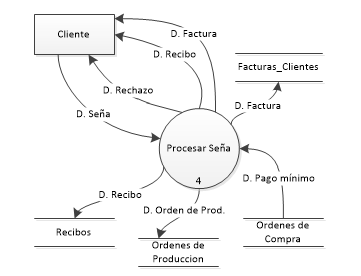 Cliente
D. Factura
D. Recibo
Facturas_Clientes
D. Rechazo
D. Factura
D. Seña
Procesar Seña
4
D. Pago mínimo
D. Recibo
D. Orden de Prod.
Recibos
Ordenes de
Produccion
Ordenes de
Compra